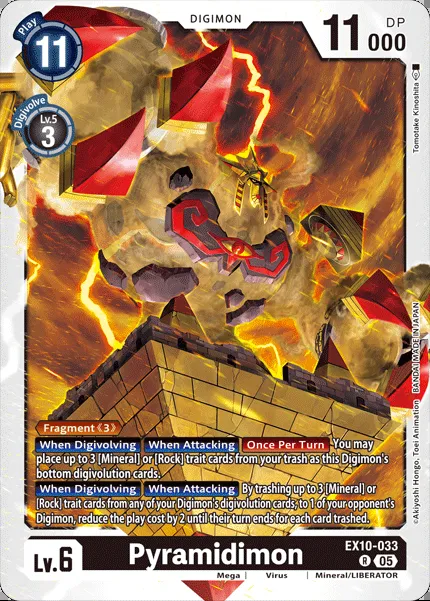 Play
11
DIGIMON
11000
DP
Digivolve
Lv.5
3
Tomotake Kinoshita
©Akiyoshi Hongo, Toei Animation BANDAI MADE IN JAPAN
Fragment《3》
When Digivolving When Attacking Once Per Turn You may
place up to 3 [Mineral] or [Rock] trait cards from your trash as this Digimon's
bottom digivolution cards.
When Digivolving When Attacking By trashing up to 3 [Mineral] or
[Rock] trait cards from any of your Digimon's digivolution cards, to 1 of your opponent's
Digimon, reduce the play cost by 2 until their turn ends for each card trashed.
Lv.6
Pyramidimon
EX10-033
R 05
Mega Virus Mineral/LIBERATOR